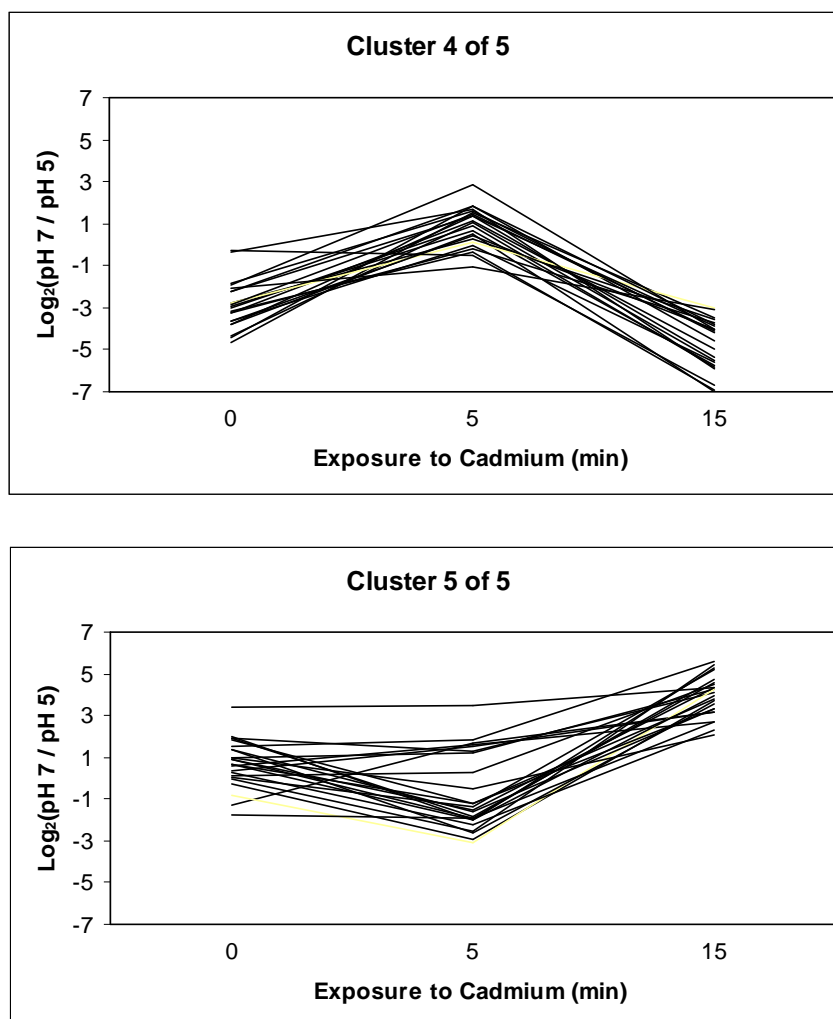 Cluster 4 of 5
Log₂(pH 7 / pH 5)
7
5
3
1
-1
-3
-5
-7
0 5 15
Exposure to Cadmium (min)
Cluster 5 of 5
Log₂(pH 7 / pH 5)
7
5
3
1
-1
-3
-5
-7
0 5 15
Exposure to Cadmium (min)